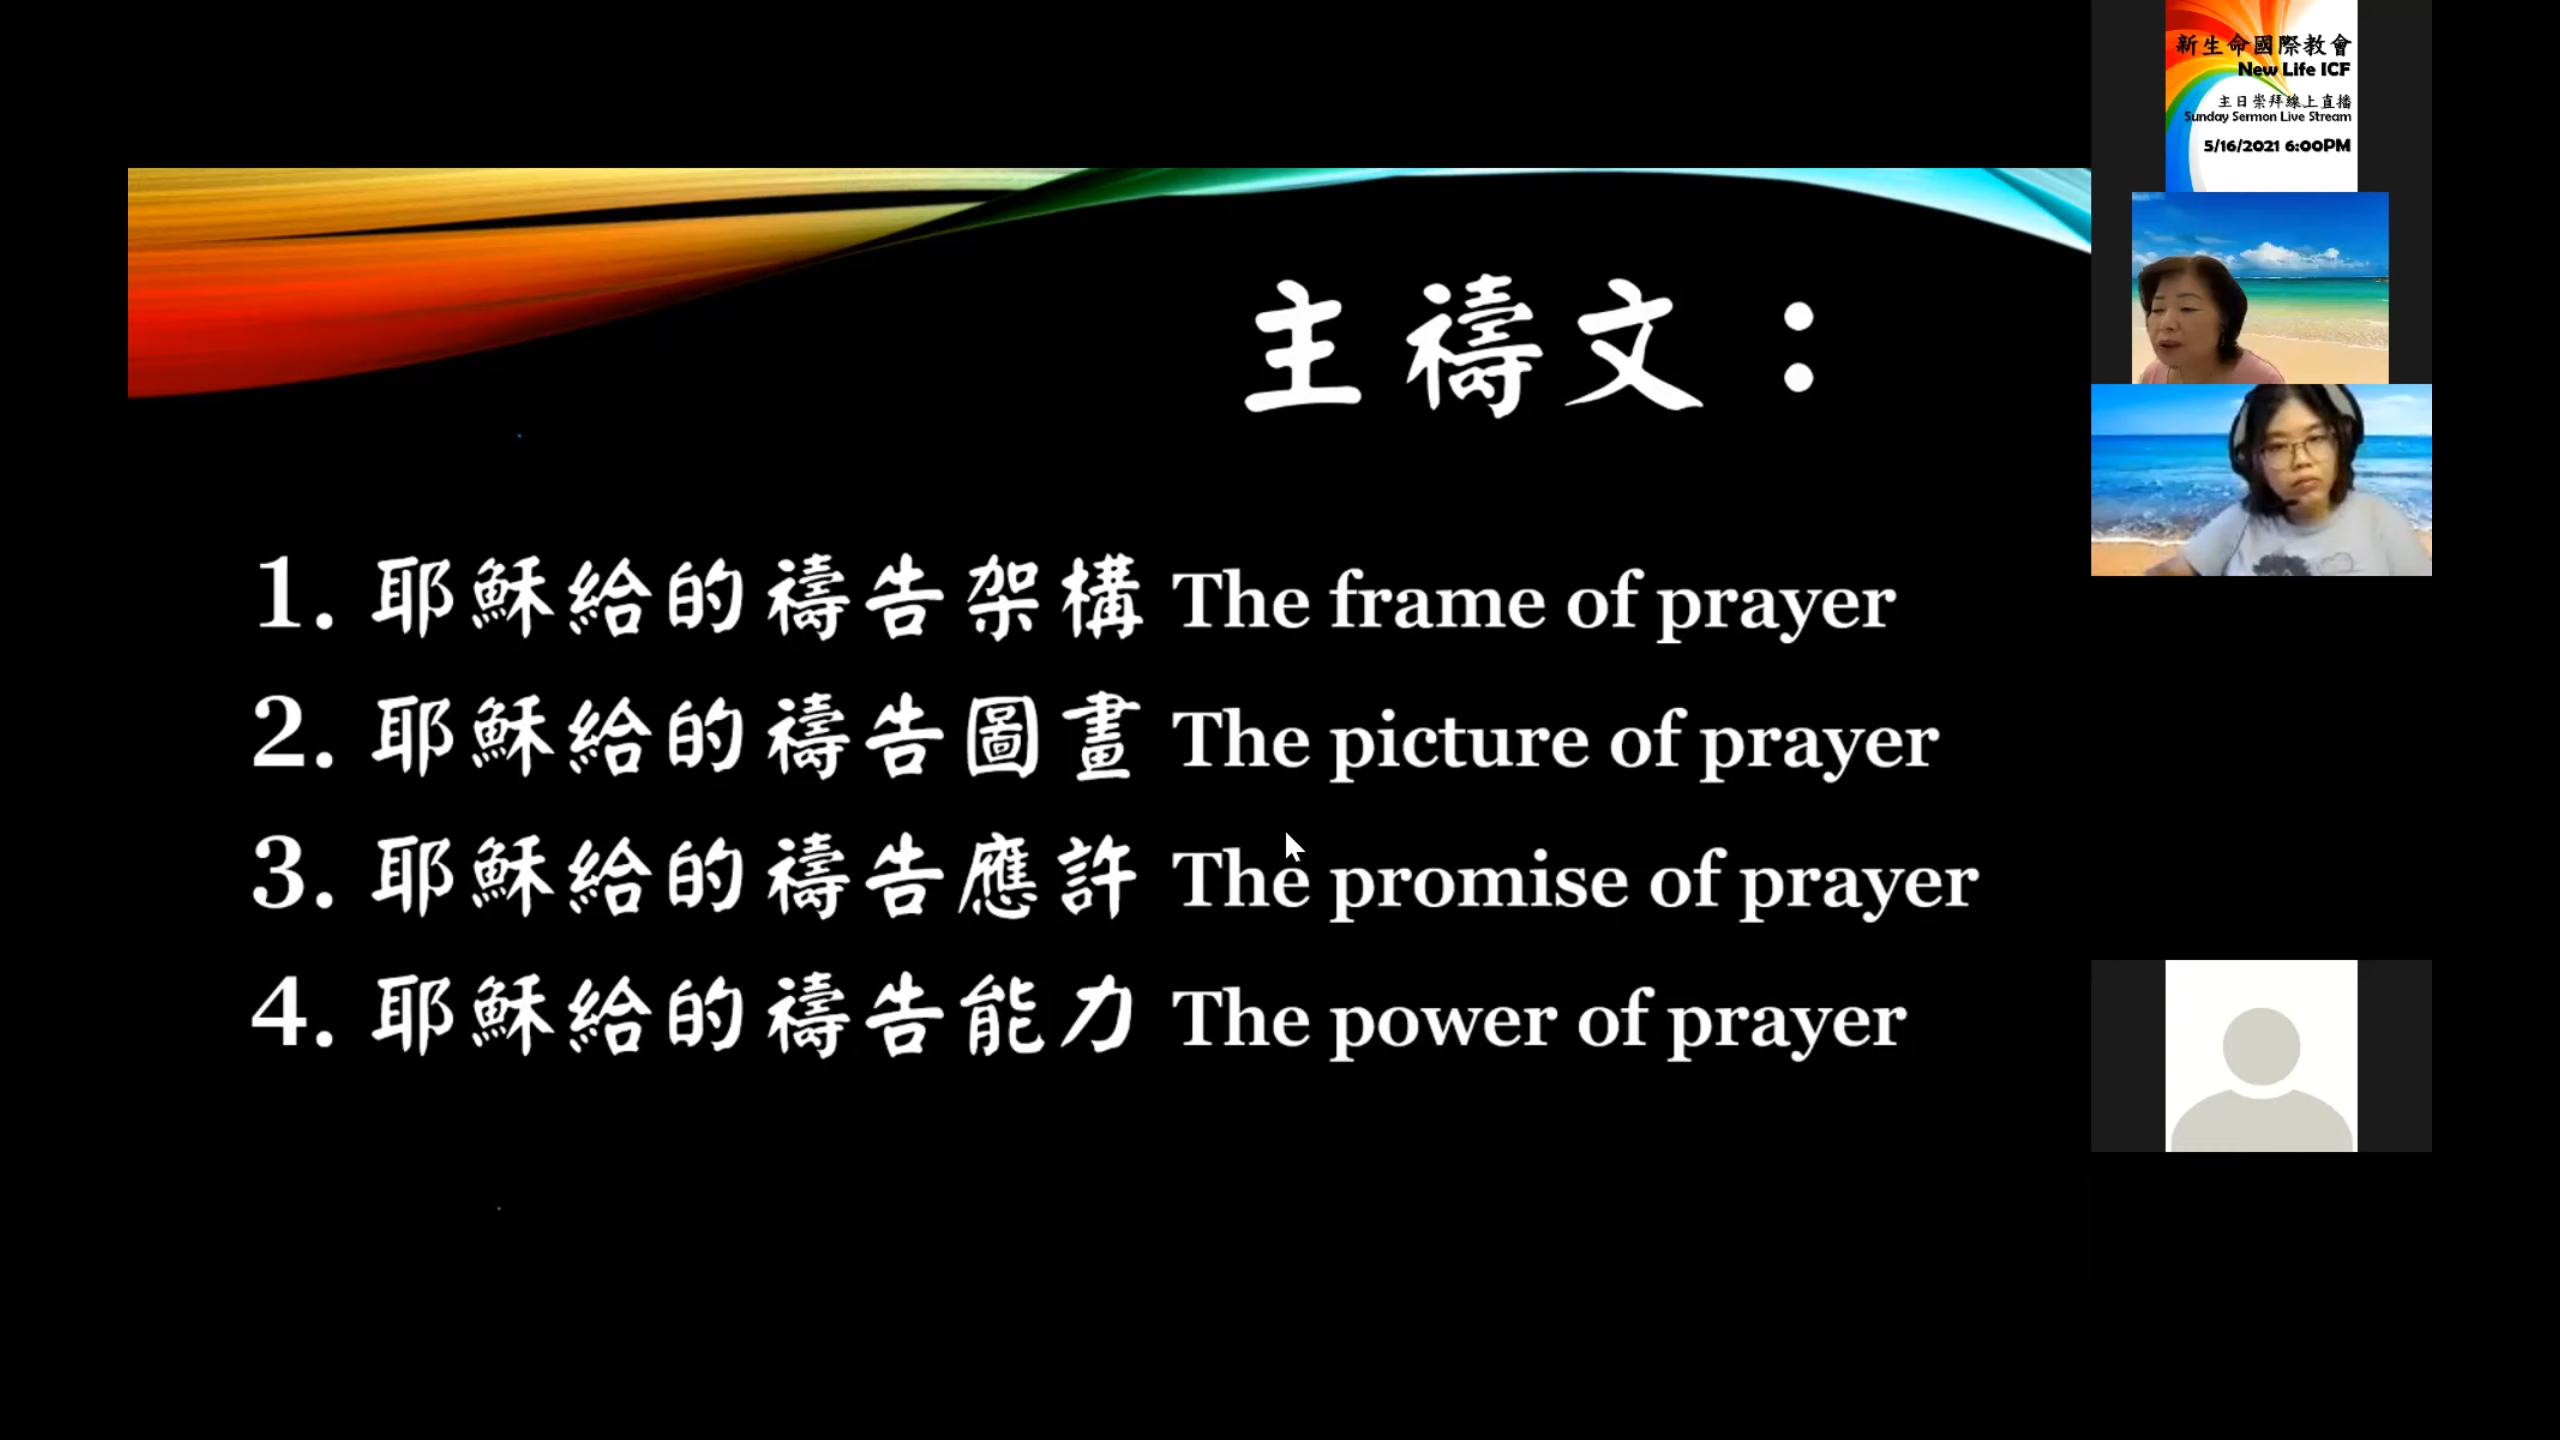 主禱文：
1. 耶穌給的禱告架構 The frame of prayer
2. 耶穌給的禱告圖畫 The picture of prayer
3. 耶穌給的禱告應許 The promise of prayer
4. 耶穌給的禱告能力 The power of prayer
新生命國際教會
New Life ICF
主日崇拜線上直播
Sunday Sermon Live Stream
5/16/2021 6:00PM